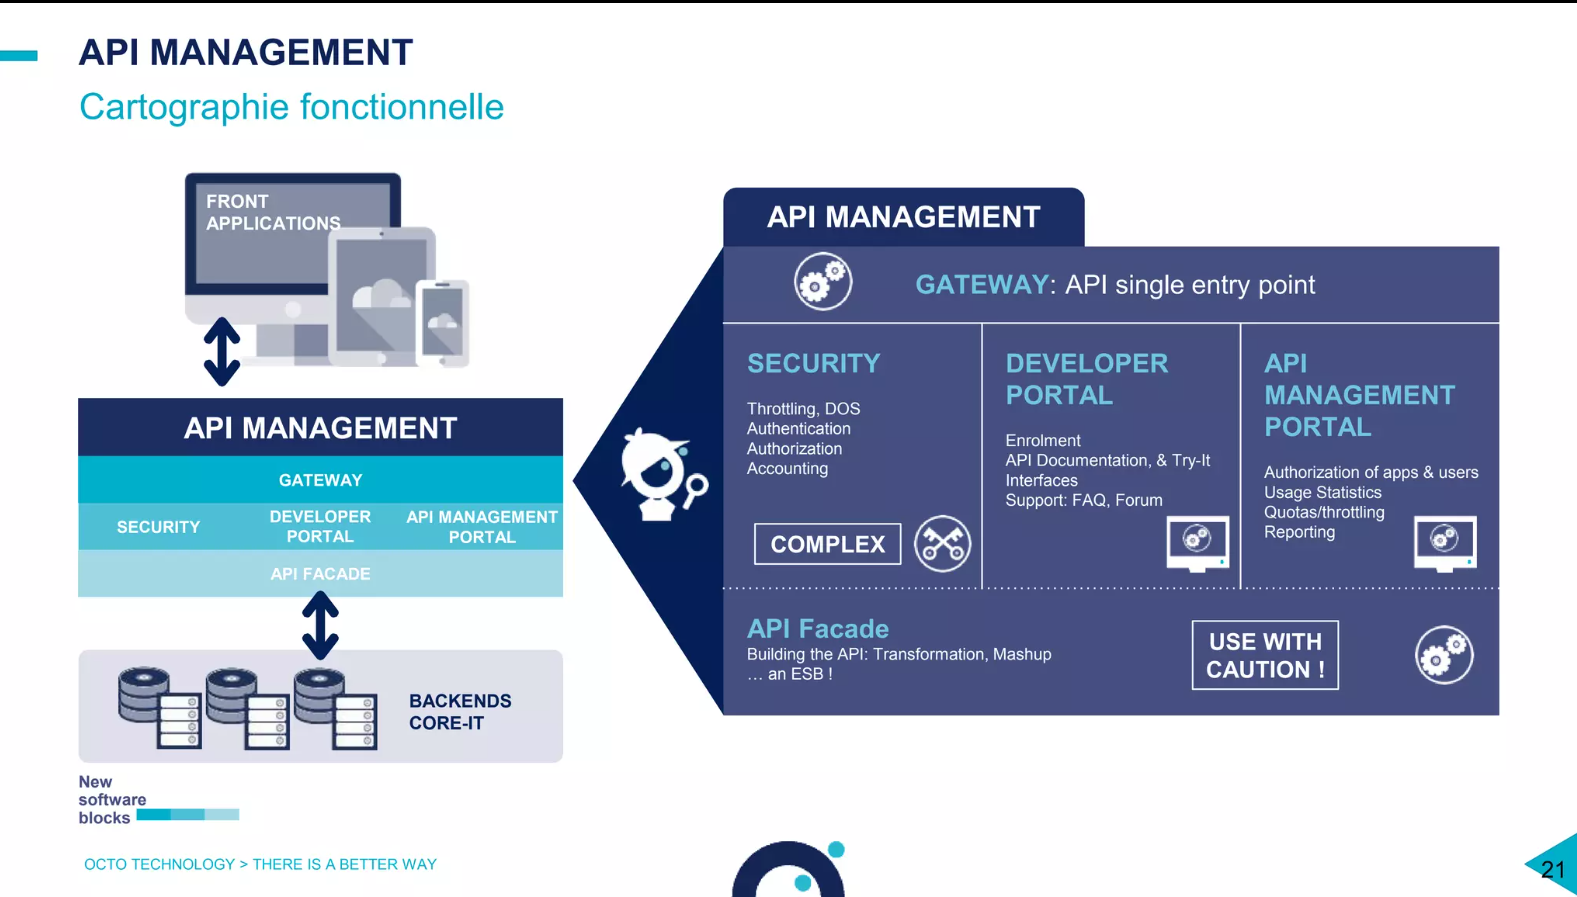 API MANAGEMENT
Cartographie fonctionnelle
FRONT
APPLICATIONS
API MANAGEMENT
GATEWAY
SECURITY
DEVELOPER
PORTAL
API MANAGEMENT
PORTAL
API FACADE
BACKENDS
CORE-IT
New
software
blocks
API MANAGEMENT
GATEWAY: API single entry point
SECURITY
Throttling, DOS
Authentication
Authorization
Accounting
COMPLEX
DEVELOPER
PORTAL
Enrolment
API Documentation, & Try-It
Interfaces
Support: FAQ, Forum
API
MANAGEMENT
PORTAL
Authorization of apps & users
Usage Statistics
Quotas/throttling
Reporting
API Facade
Building the API: Transformation, Mashup
… an ESB !
USE WITH
CAUTION !
OCTO TECHNOLOGY > THERE IS A BETTER WAY
21